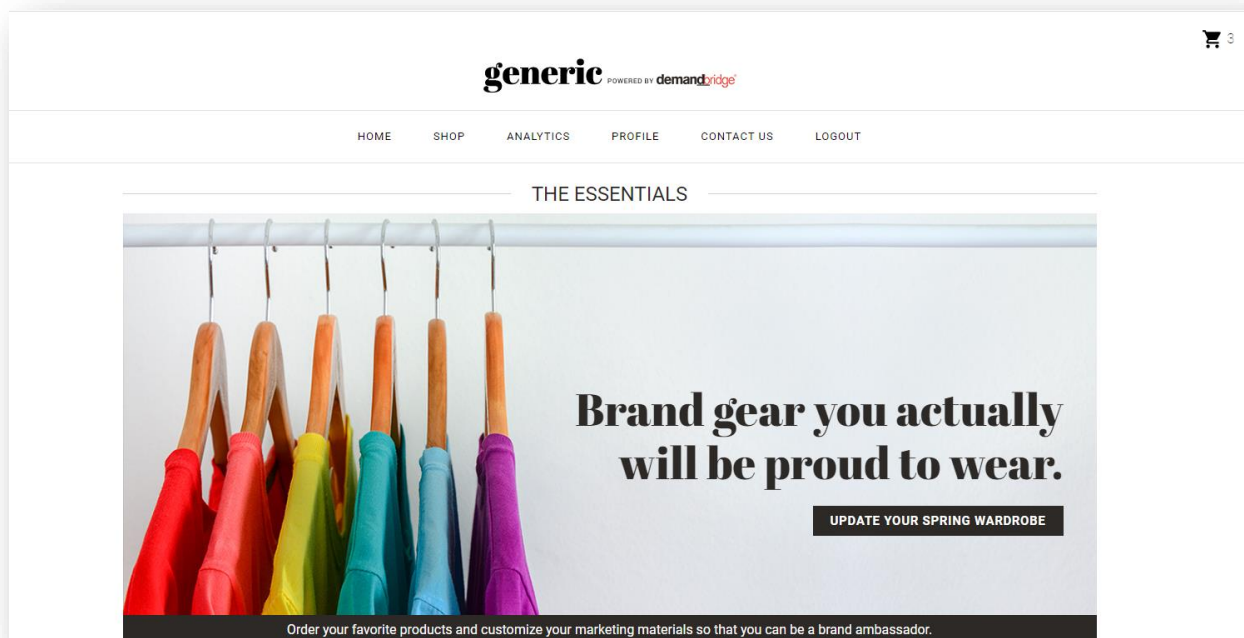 3
generic POWERED BY demandbridge
HOME SHOP ANALYTICS PROFILE CONTACT US LOGOUT
THE ESSENTIALS
Brand gear you actually
will be proud to wear.
UPDATE YOUR SPRING WARDROBE
Order your favorite products and customize your marketing materials so that you can be a brand ambassador.